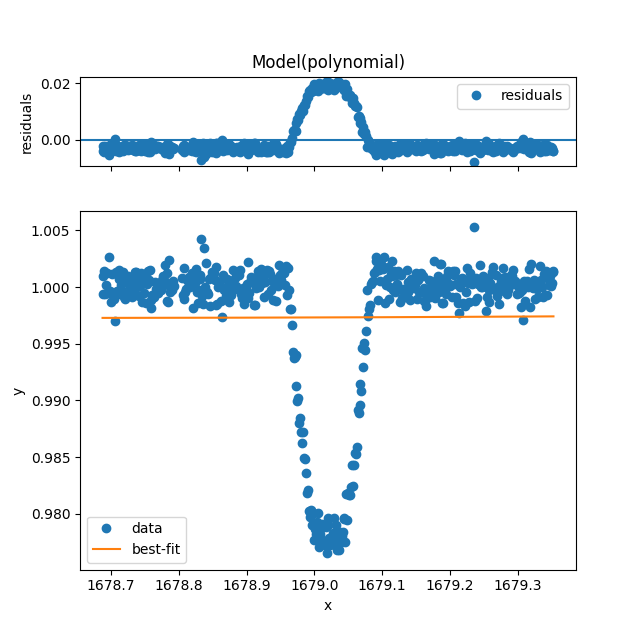 Model(polynomial)
0.02
0.00
residuals
residuals
1.005
1.000
0.995
0.990
0.985
0.980
y
data
best-fit
1678.7 1678.8 1678.9 1679.0 1679.1 1679.2 1679.3
x